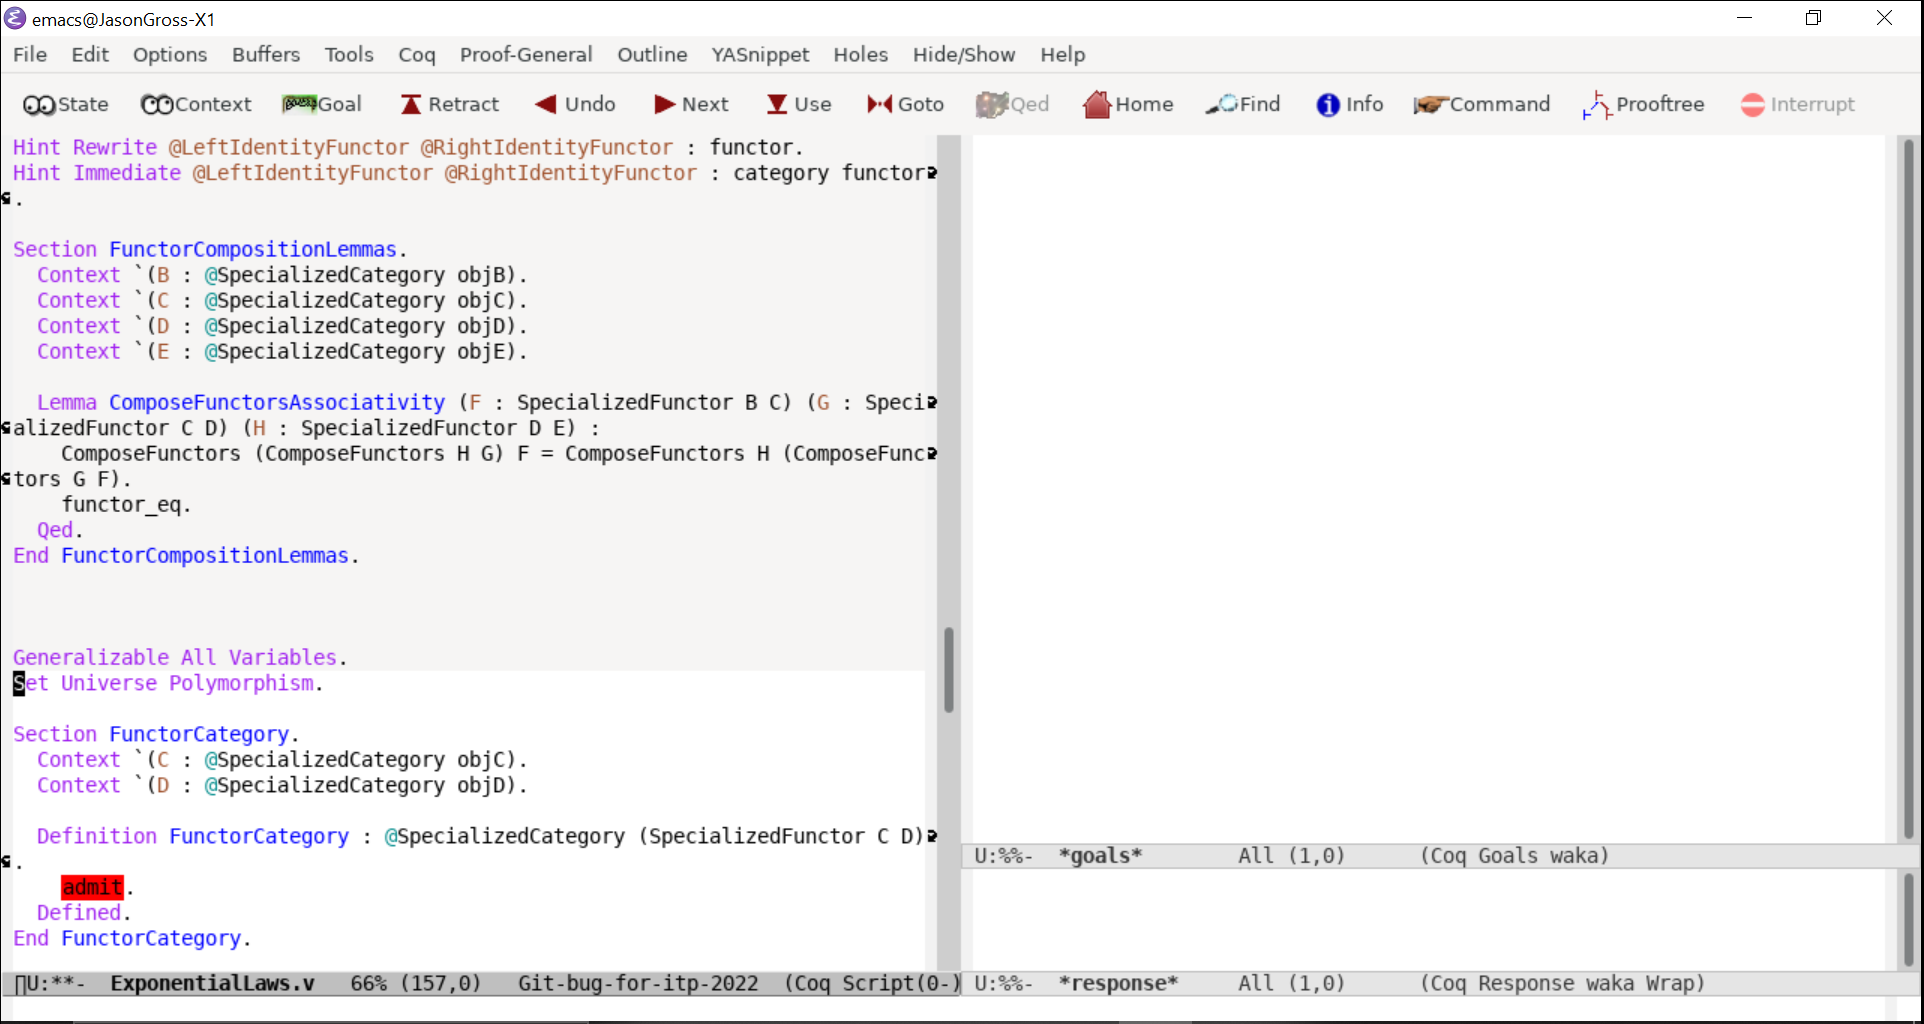 emacs@JasonGross-X1
File Edit Options Buffers Tools Coq Proof-General Outline YASnippet Holes Hide/Show Help
State Context Goal Retract Undo Next Use Goto Qed Home Find Info Command Prooftree Interrupt
Hint Rewrite @LeftIdentityFunctor @RightIdentityFunctor : functor.
Hint Immediate @LeftIdentityFunctor @RightIdentityFunctor : category functor
.
Section FunctorCompositionLemmas.
  Context `(B : @SpecializedCategory objB).
  Context `(C : @SpecializedCategory objC).
  Context `(D : @SpecializedCategory objD).
  Context `(E : @SpecializedCategory objE).
  Lemma ComposeFunctorsAssociativity (F : SpecializedFunctor B C) (G : Speci
alizedFunctor C D) (H : SpecializedFunctor D E) :
    ComposeFunctors (ComposeFunctors H G) F = ComposeFunctors H (ComposeFunc
tors G F).
    functor_eq.
  Qed.
End FunctorCompositionLemmas.
Generalizable All Variables.
Set Universe Polymorphism.
Section FunctorCategory.
  Context `(C : @SpecializedCategory objC).
  Context `(D : @SpecializedCategory objD).
  Definition FunctorCategory : @SpecializedCategory (SpecializedFunctor C D)
.
    admit.
  Defined.
End FunctorCategory.
U:**-  ExponentialLaws.v   66% (157,0)   Git-bug-for-itp-2022  (Coq Script(0-)
U:%%-  *goals*        All (1,0)      (Coq Goals waka)
U:%%-  *response*     All (1,0)      (Coq Response waka Wrap)